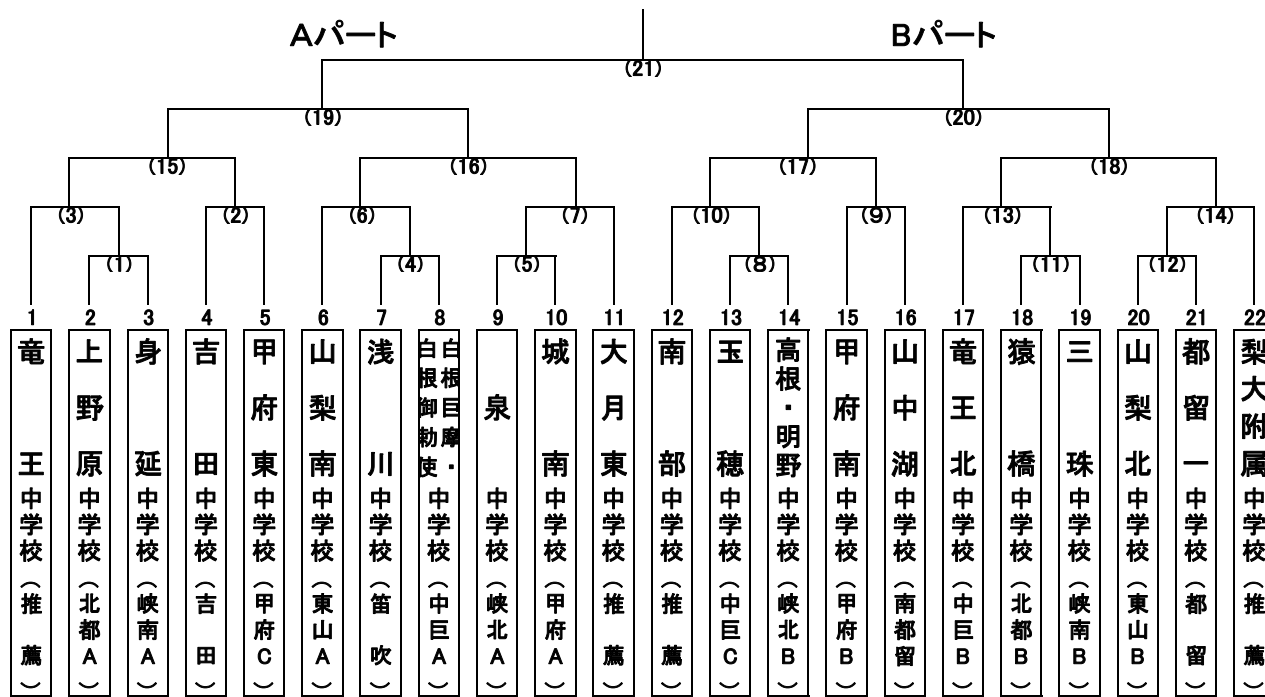 Aパート Bパート
(21)
(19) (20)
(15) (16) (17) (18)
(3) (2) (6) (7) (10) (9) (13) (14)
(1) (4) (5) (8) (11) (12)
1 2 3 4 5 6 7 8 9 10 11 12 13 14 15 16 17 18 19 20 21 22
竜王中学校(推薦)
上野原中学校(北都A)
身延中学校(峡南A)
吉田中学校(吉田)
甲府東中学校(甲府C)
山梨南中学校(東山A)
浅川中学校(笛吹)
白根巨摩・
白根御勅使
中学校(中巨A)
泉中学校(峡北A)
城南中学校(甲府A)
大月東中学校(推薦)
南部中学校(推薦)
玉穂中学校(中巨C)
高根・明野中学校(峡北B)
甲府南中学校(甲府B)
山中湖中学校(南都留)
竜王北中学校(中巨B)
猿橋中学校(北都B)
三珠中学校(峡南B)
山梨北中学校(東山B)
都留一中学校(都留)
梨大附属中学校(推薦)